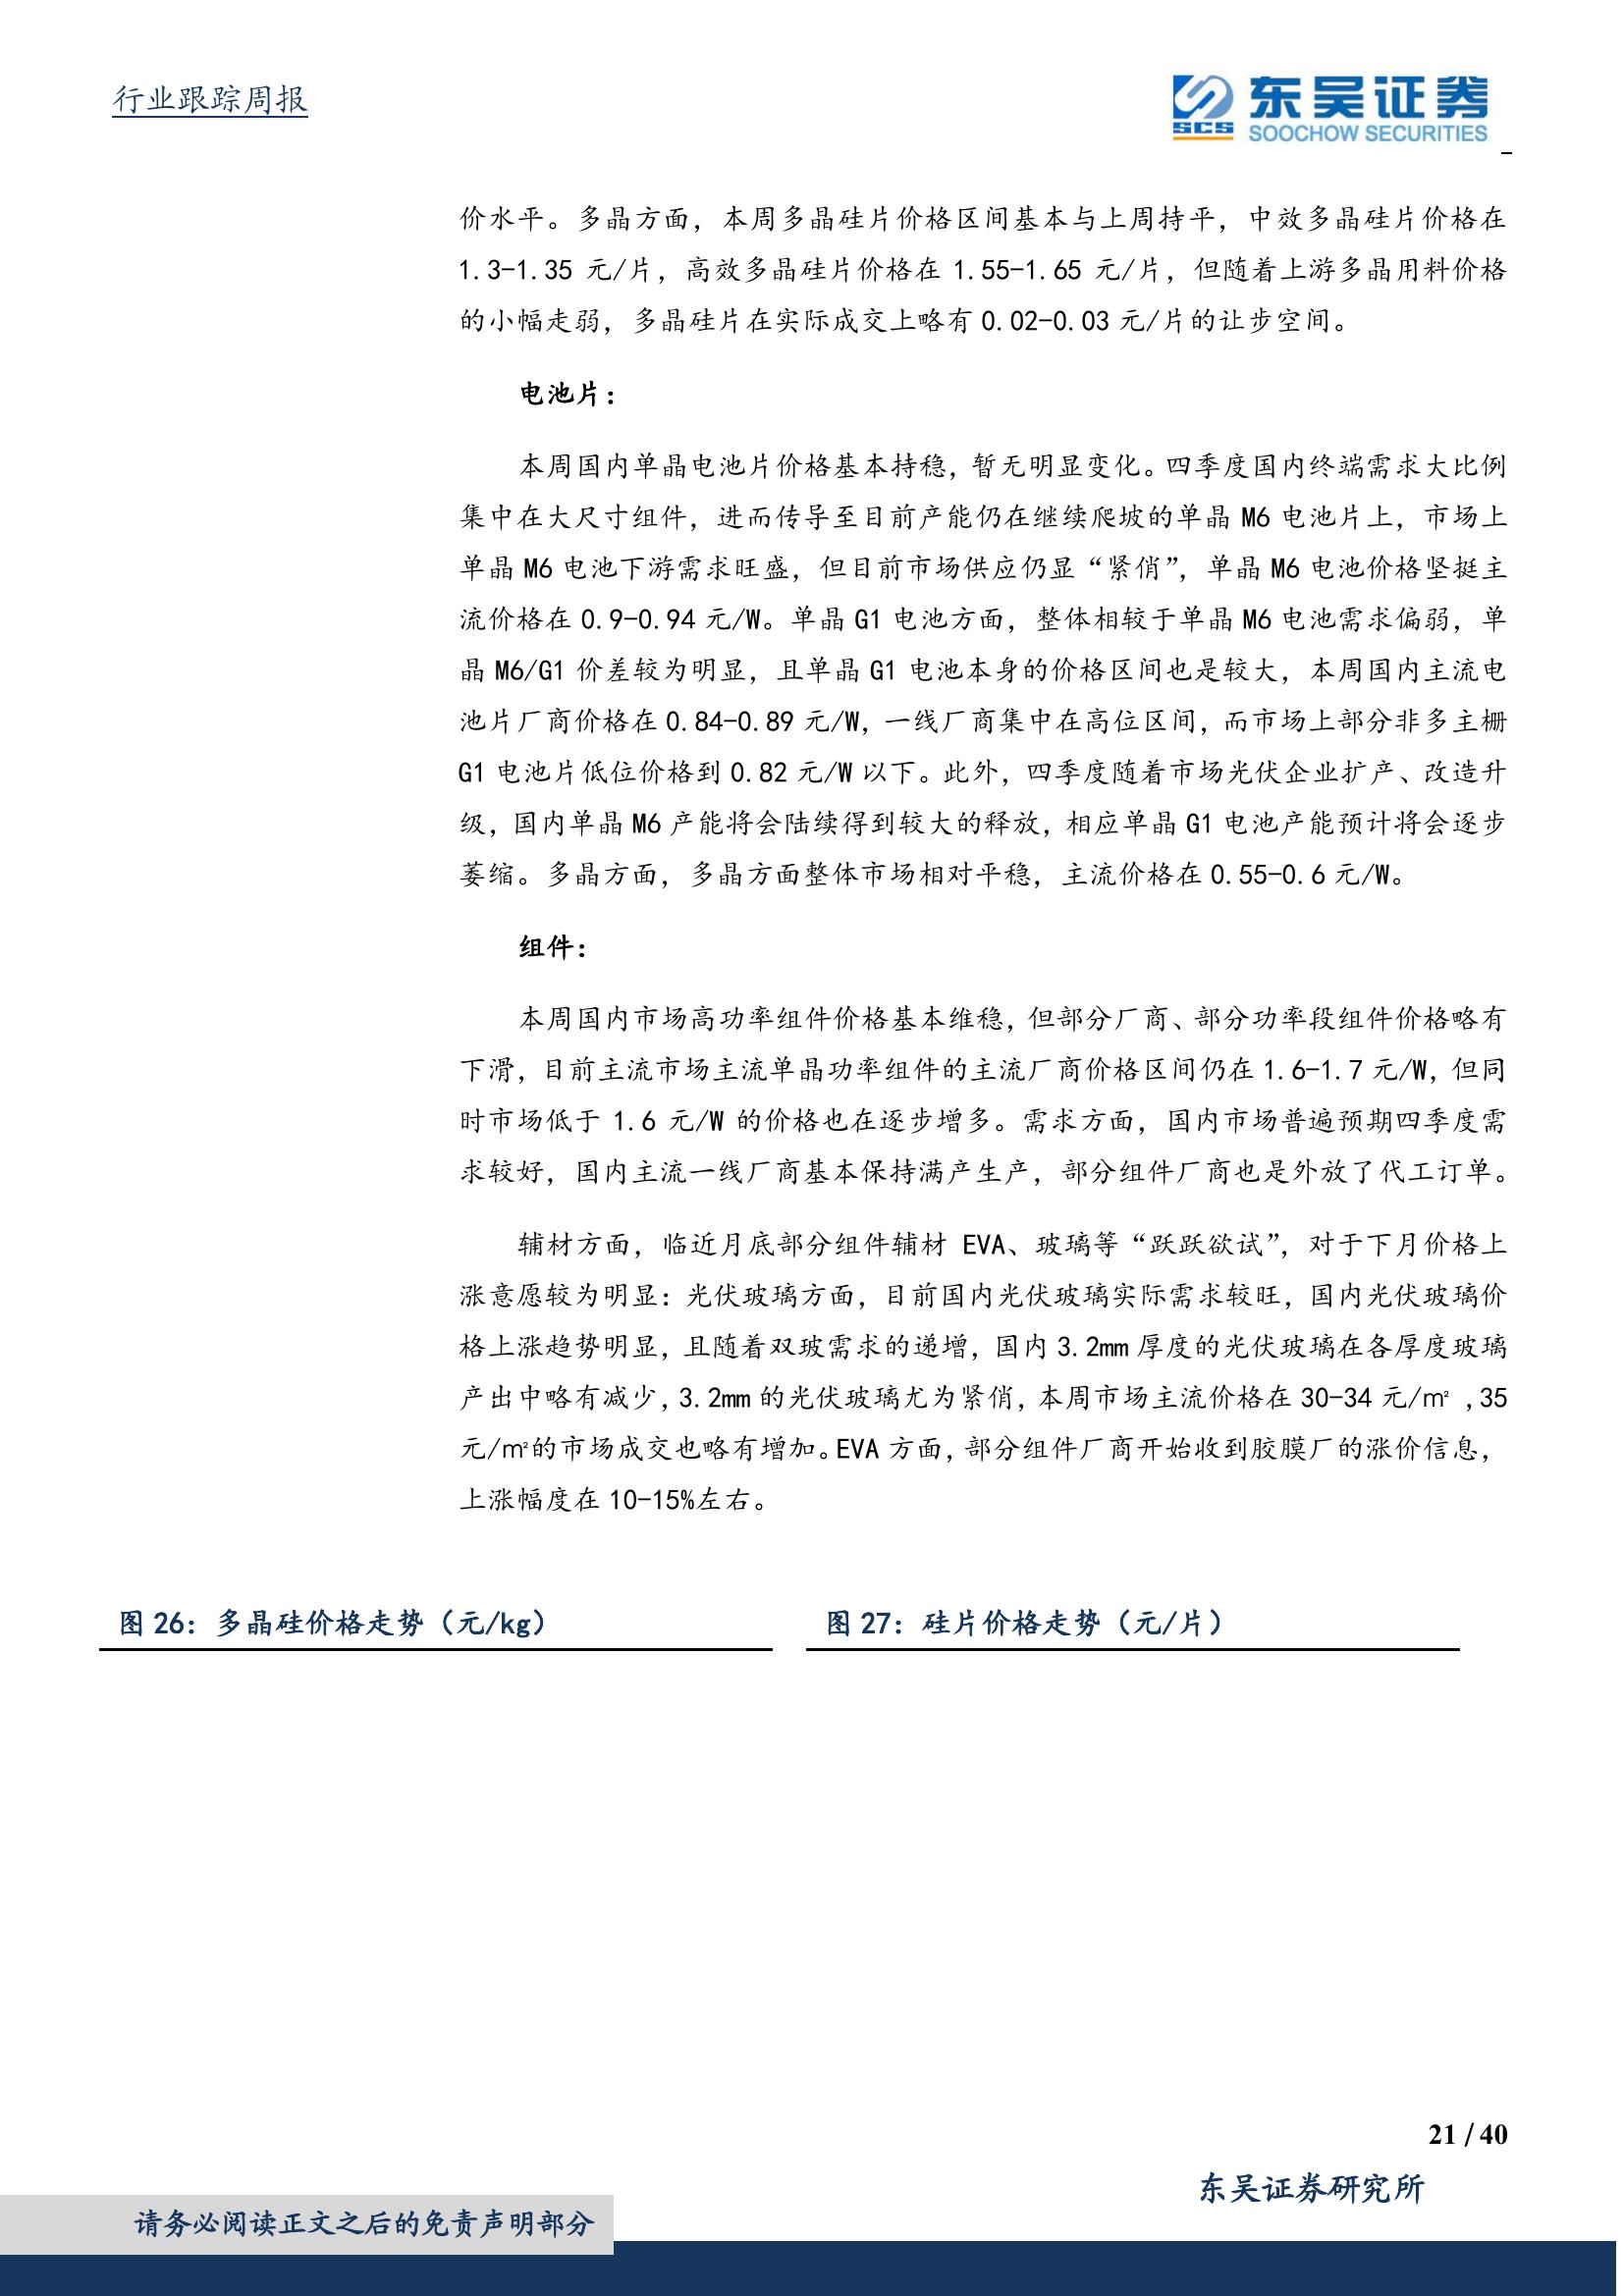 行业跟踪周报
SCS 东吴证券
SOOCHOW SECURITIES
价水平。多晶方面，本周多晶硅片价格区间基本与上周持平，中效多晶硅片价格在
1.3-1.35 元/片，高效多晶硅片价格在 1.55-1.65 元/片，但随着上游多晶用料价格
的小幅走弱，多晶硅片在实际成交上略有 0.02-0.03 元/片的让步空间。
电池片：
本周国内单晶电池片价格基本持稳，暂无明显变化。四季度国内终端需求大比例
集中在大尺寸组件，进而传导至目前产能仍在继续爬坡的单晶 M6 电池片上，市场上
单晶 M6 电池下游需求旺盛，但目前市场供应仍显“紧俏”，单晶 M6 电池价格坚挺主
流价格在 0.9-0.94 元/W。单晶 G1 电池方面，整体相较于单晶 M6 电池需求偏弱，单
晶 M6/G1 价差较为明显，且单晶 G1 电池本身的价格区间也是较大，本周国内主流电
池片厂商价格在 0.84-0.89 元/W，一线厂商集中在高位区间，而市场上部分非多主栅
G1 电池片低位价格到 0.82 元/W 以下。此外，四季度随着市场光伏企业扩产、改造升
级，国内单晶 M6 产能将会陆续得到较大的释放，相应单晶 G1 电池产能预计将会逐步
萎缩。多晶方面，多晶方面整体市场相对平稳，主流价格在 0.55-0.6 元/W。
组件：
本周国内市场高功率组件价格基本维稳，但部分厂商、部分功率段组件价格略有
下滑，目前主流市场主流单晶功率组件的主流厂商价格区间仍在 1.6-1.7 元/W，但同
时市场低于 1.6 元/W 的价格也在逐步增多。需求方面，国内市场普遍预期四季度需
求较好，国内主流一线厂商基本保持满产生产，部分组件厂商也是外放了代工订单。
辅材方面，临近月底部分组件辅材 EVA、玻璃等“跃跃欲试”，对于下月价格上
涨意愿较为明显：光伏玻璃方面，目前国内光伏玻璃实际需求较旺，国内光伏玻璃价
格上涨趋势明显，且随着双玻需求的递增，国内 3.2mm 厚度的光伏玻璃在各厚度玻璃
产出中略有减少，3.2mm 的光伏玻璃尤为紧俏，本周市场主流价格在 30-34 元/㎡ ，35
元/㎡的市场成交也略有增加。EVA 方面，部分组件厂商开始收到胶膜厂的涨价信息，
上涨幅度在 10-15%左右。
图 26：多晶硅价格走势（元/kg）
图 27：硅片价格走势（元/片）
21 / 40
东吴证券研究所
请务必阅读正文之后的免责声明部分